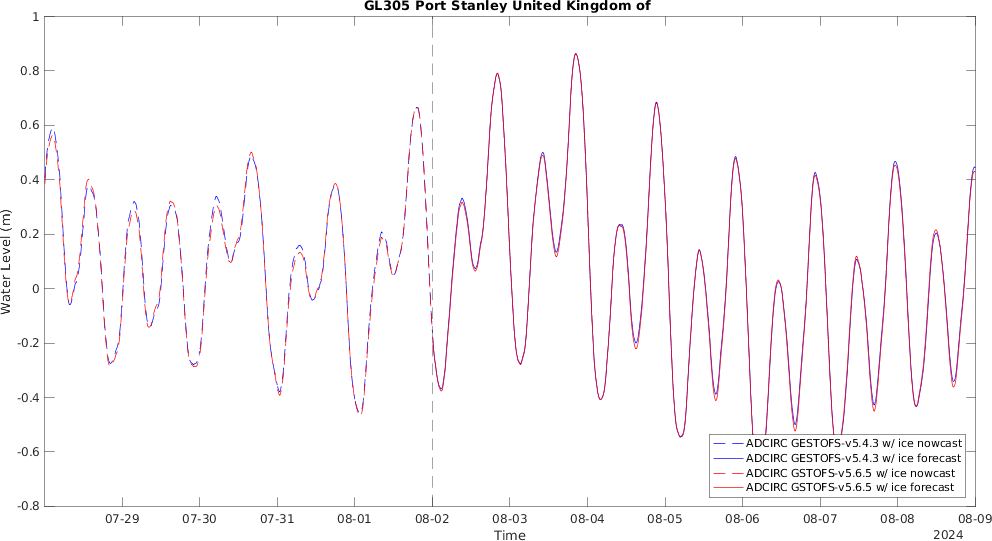 GL305 Port Stanley United Kingdom of
1
0.8
0.6
0.4
0.2
0
-0.2
-0.4
-0.6
-0.8
Water Level (m)
07-29 07-30 07-31 08-01 08-02 08-03 08-04 08-05 08-06 08-07 08-08 08-09
Time
2024
ADCIRC GESTOFS-v5.4.3 w/ ice nowcast
ADCIRC GESTOFS-v5.4.3 w/ ice forecast
ADCIRC GSTOFS-v5.6.5 w/ ice nowcast
ADCIRC GSTOFS-v5.6.5 w/ ice forecast